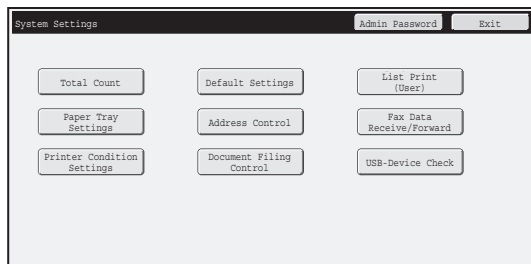 System Settings
Admin Password
Exit
Total Count
Default Settings
List Print
(User)
Paper Tray
Settings
Address Control
Fax Data
Receive/Forward
Printer Condition
Settings
Document Filing
Control
USB-Device Check